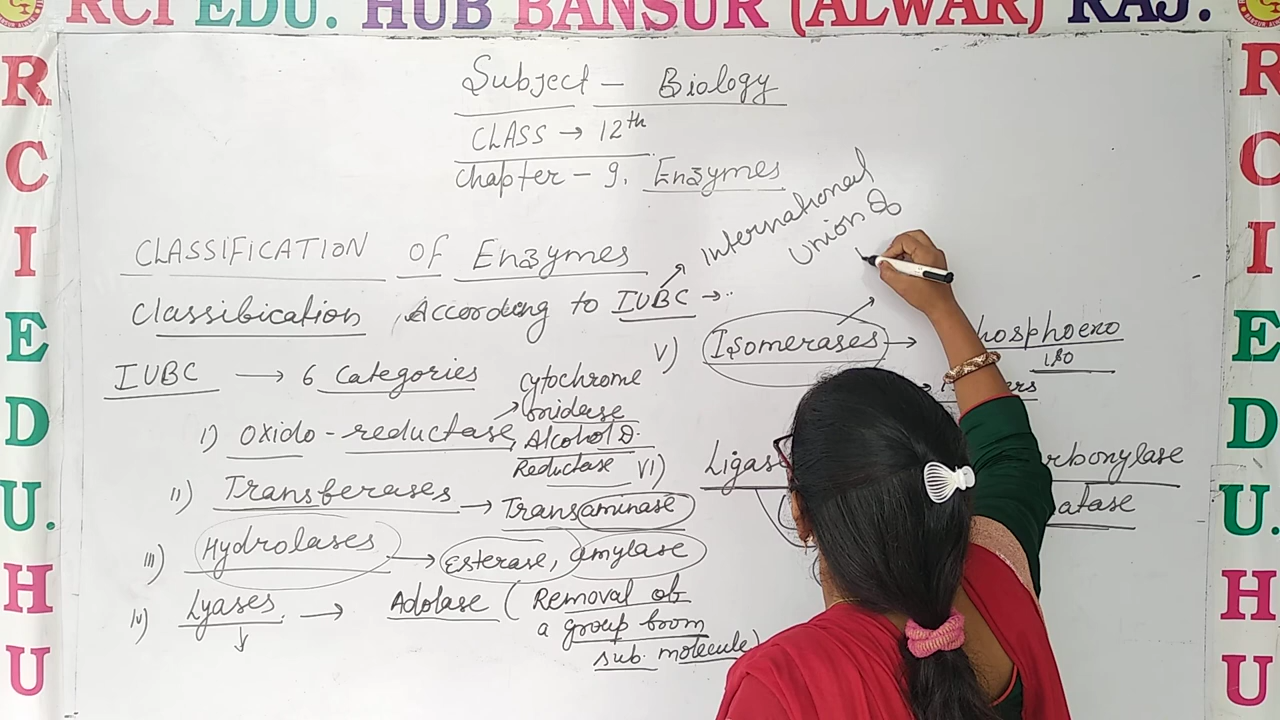 RCI EDU. HUB BANSUR (ALWAR) RAJ.
R C I E D U. H U
R C I E D U. H U
Subject - Biology
CLASS → 12th
Chapter - 9. Enzymes
CLASSIFICATION OF Enzymes
Classification According to IUBC →..
International
Union Of
IUBC → 6 Categories
i) Oxido-reductase,
Cytochrome
oxidase
Alcohol D.
Reductase
ii) Transferases → Transaminase
iii) Hydrolases → Esterase, Amylase
iv) Lyases → Adolase (Removal of
a group from
sub. molecule)
V) Isomerases → hosphoexo
iso
VI) Ligas
rbonylase
atase